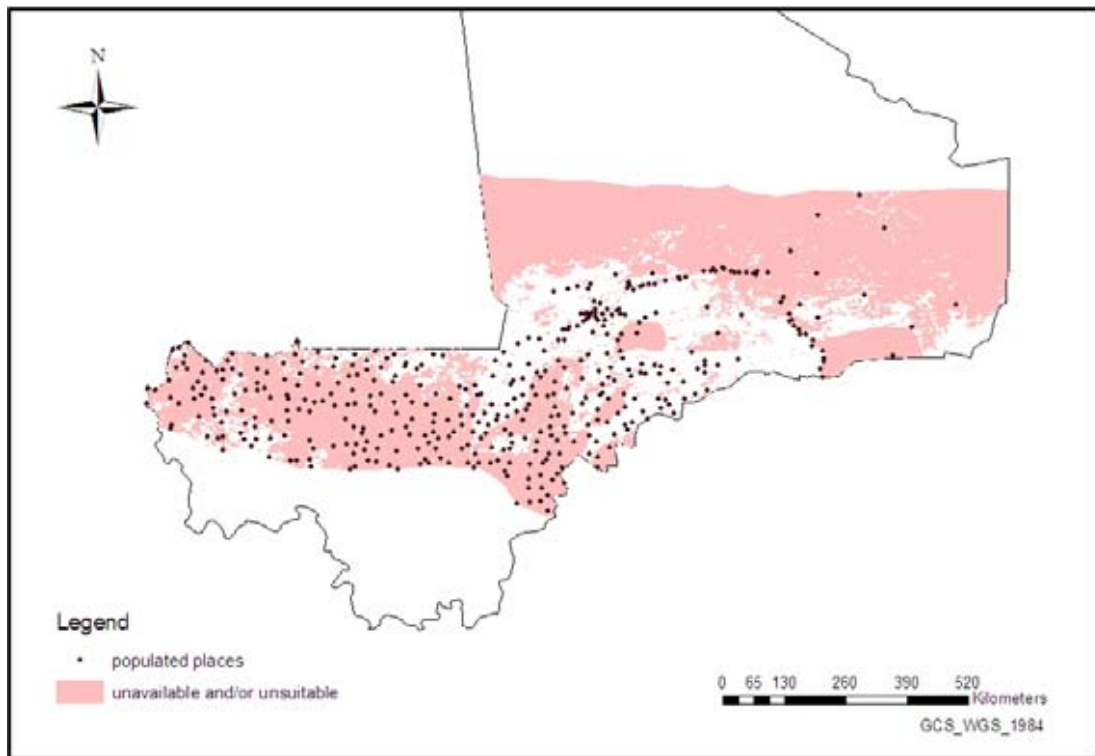 N
Legend
populated places
unavailable and/or unsuitable
0 65 130 260 390 520
Kilometers
GCS_WGS_1984